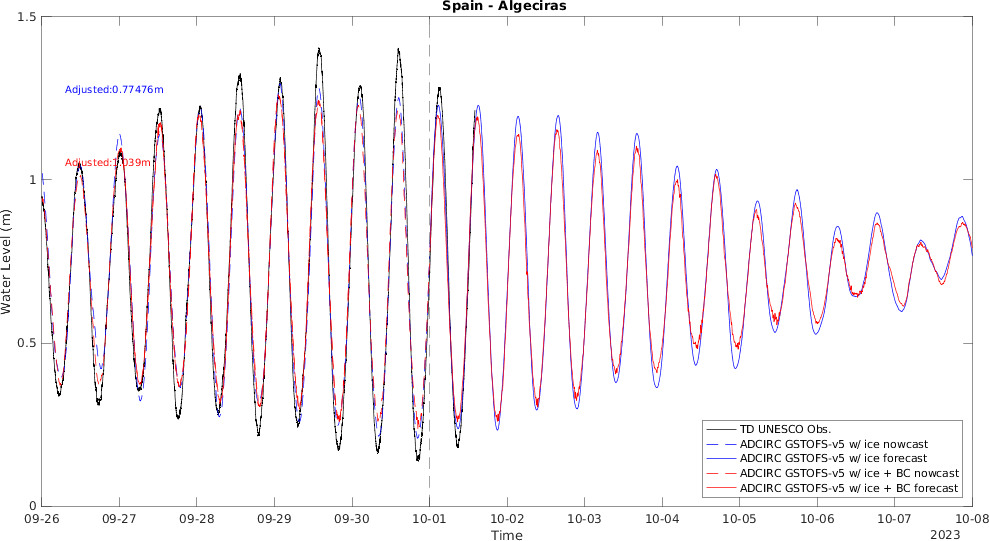 Spain - Algeciras
1.5
1
0.5
0
Water Level (m)
Adjusted:0.77476m
Adjusted:1.039m
TD UNESCO Obs.
ADCIRC GSTOFS-v5 w/ ice nowcast
ADCIRC GSTOFS-v5 w/ ice forecast
ADCIRC GSTOFS-v5 w/ ice + BC nowcast
ADCIRC GSTOFS-v5 w/ ice + BC forecast
09-26 09-27 09-28 09-29 09-30 10-01 10-02 10-03 10-04 10-05 10-06 10-07 10-08
Time
2023